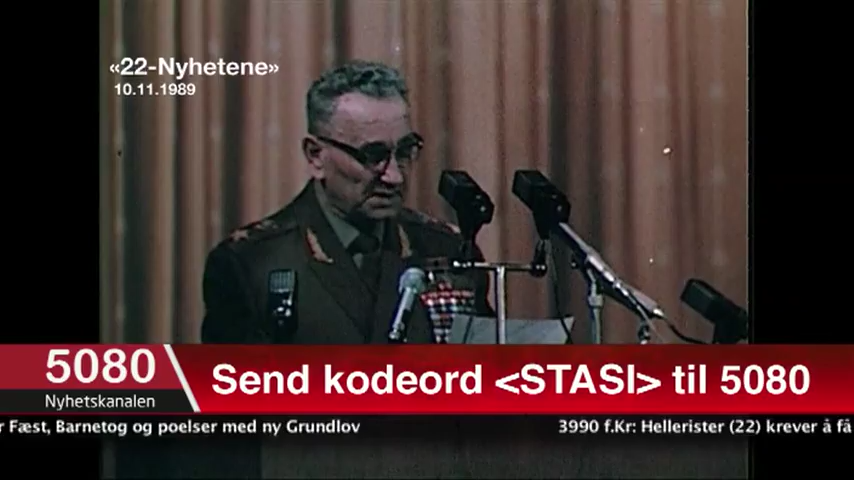 «22-Nyhetene»
10.11.1989
5080
Nyhetskanalen
Send kodeord <STASI> til 5080
r Fæst, Barnetog og poelser med ny Grundlov
3990 f.Kr: Hellerister (22) krever å få